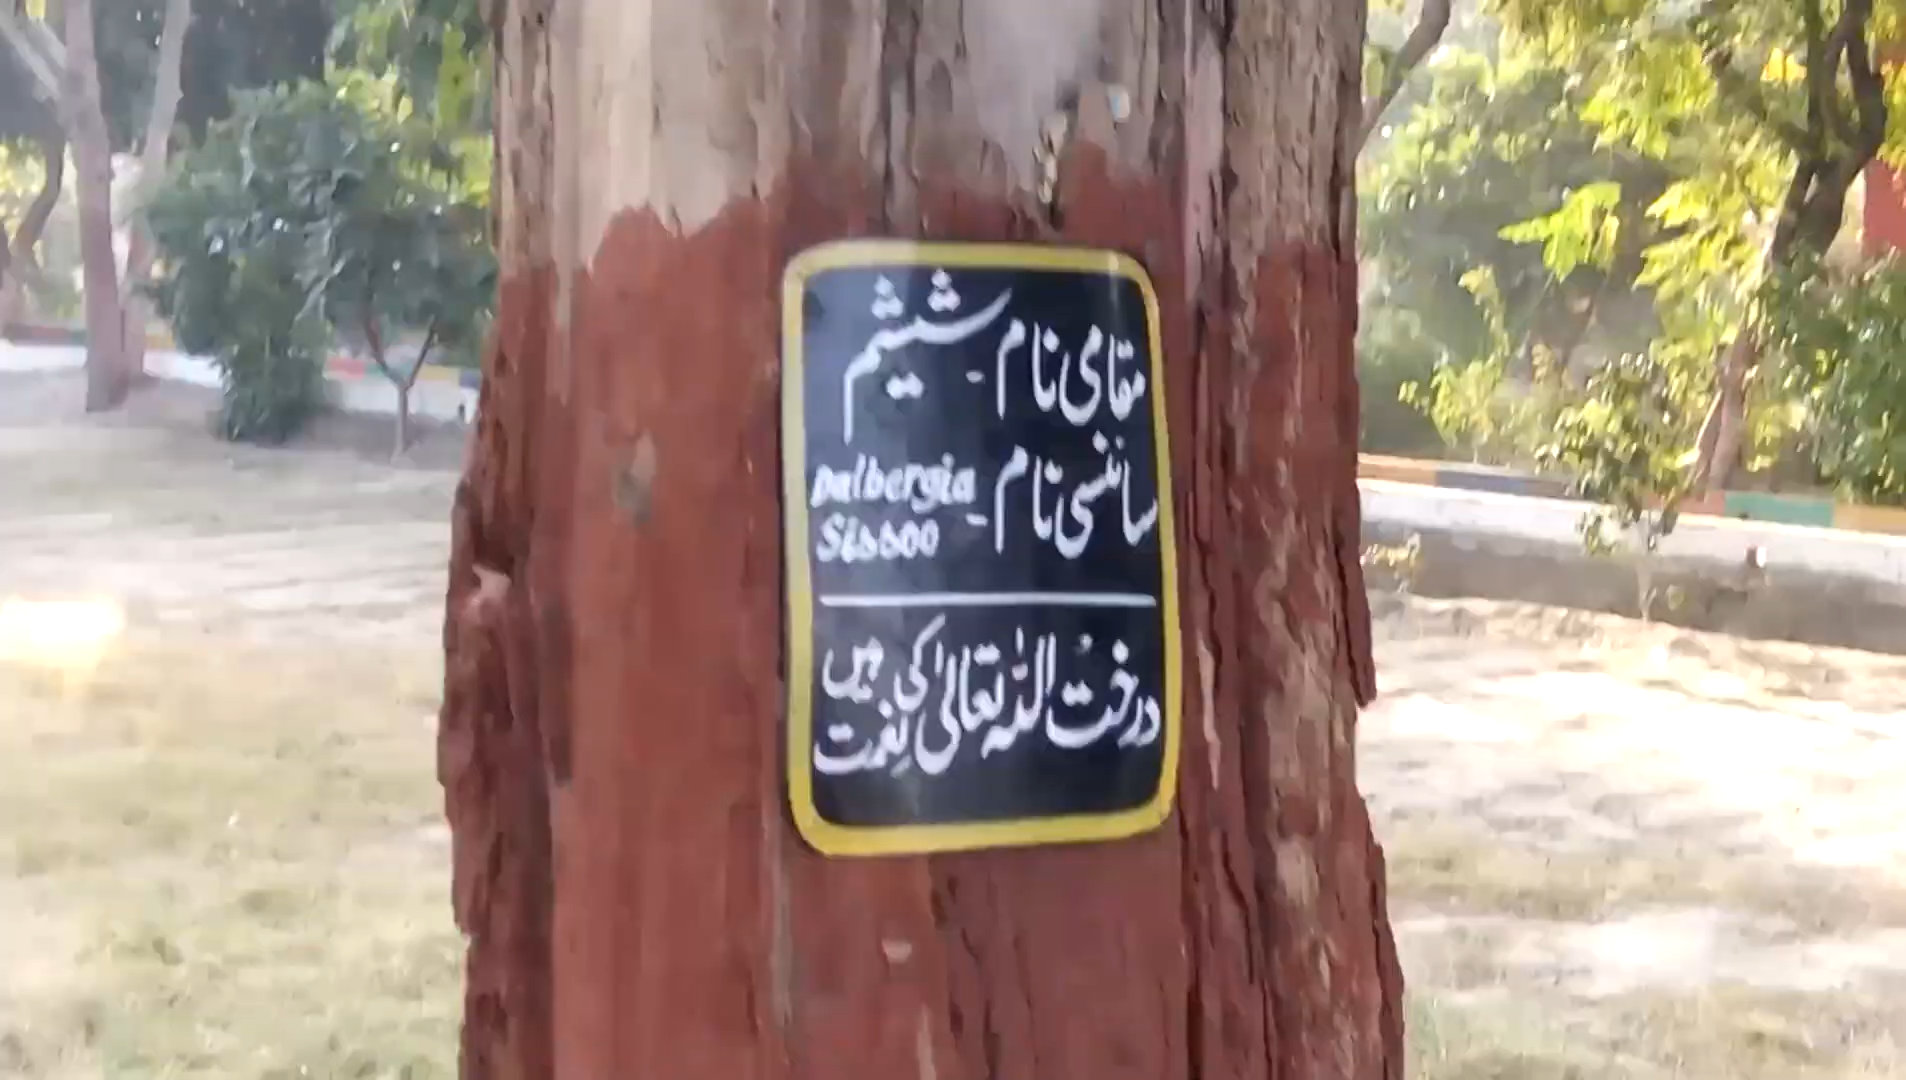 مقامی نام - شیشم
سائنسی نام - Dalbergia
Sissoo
درخت اللہ تعالیٰ کی نعمت ہیں